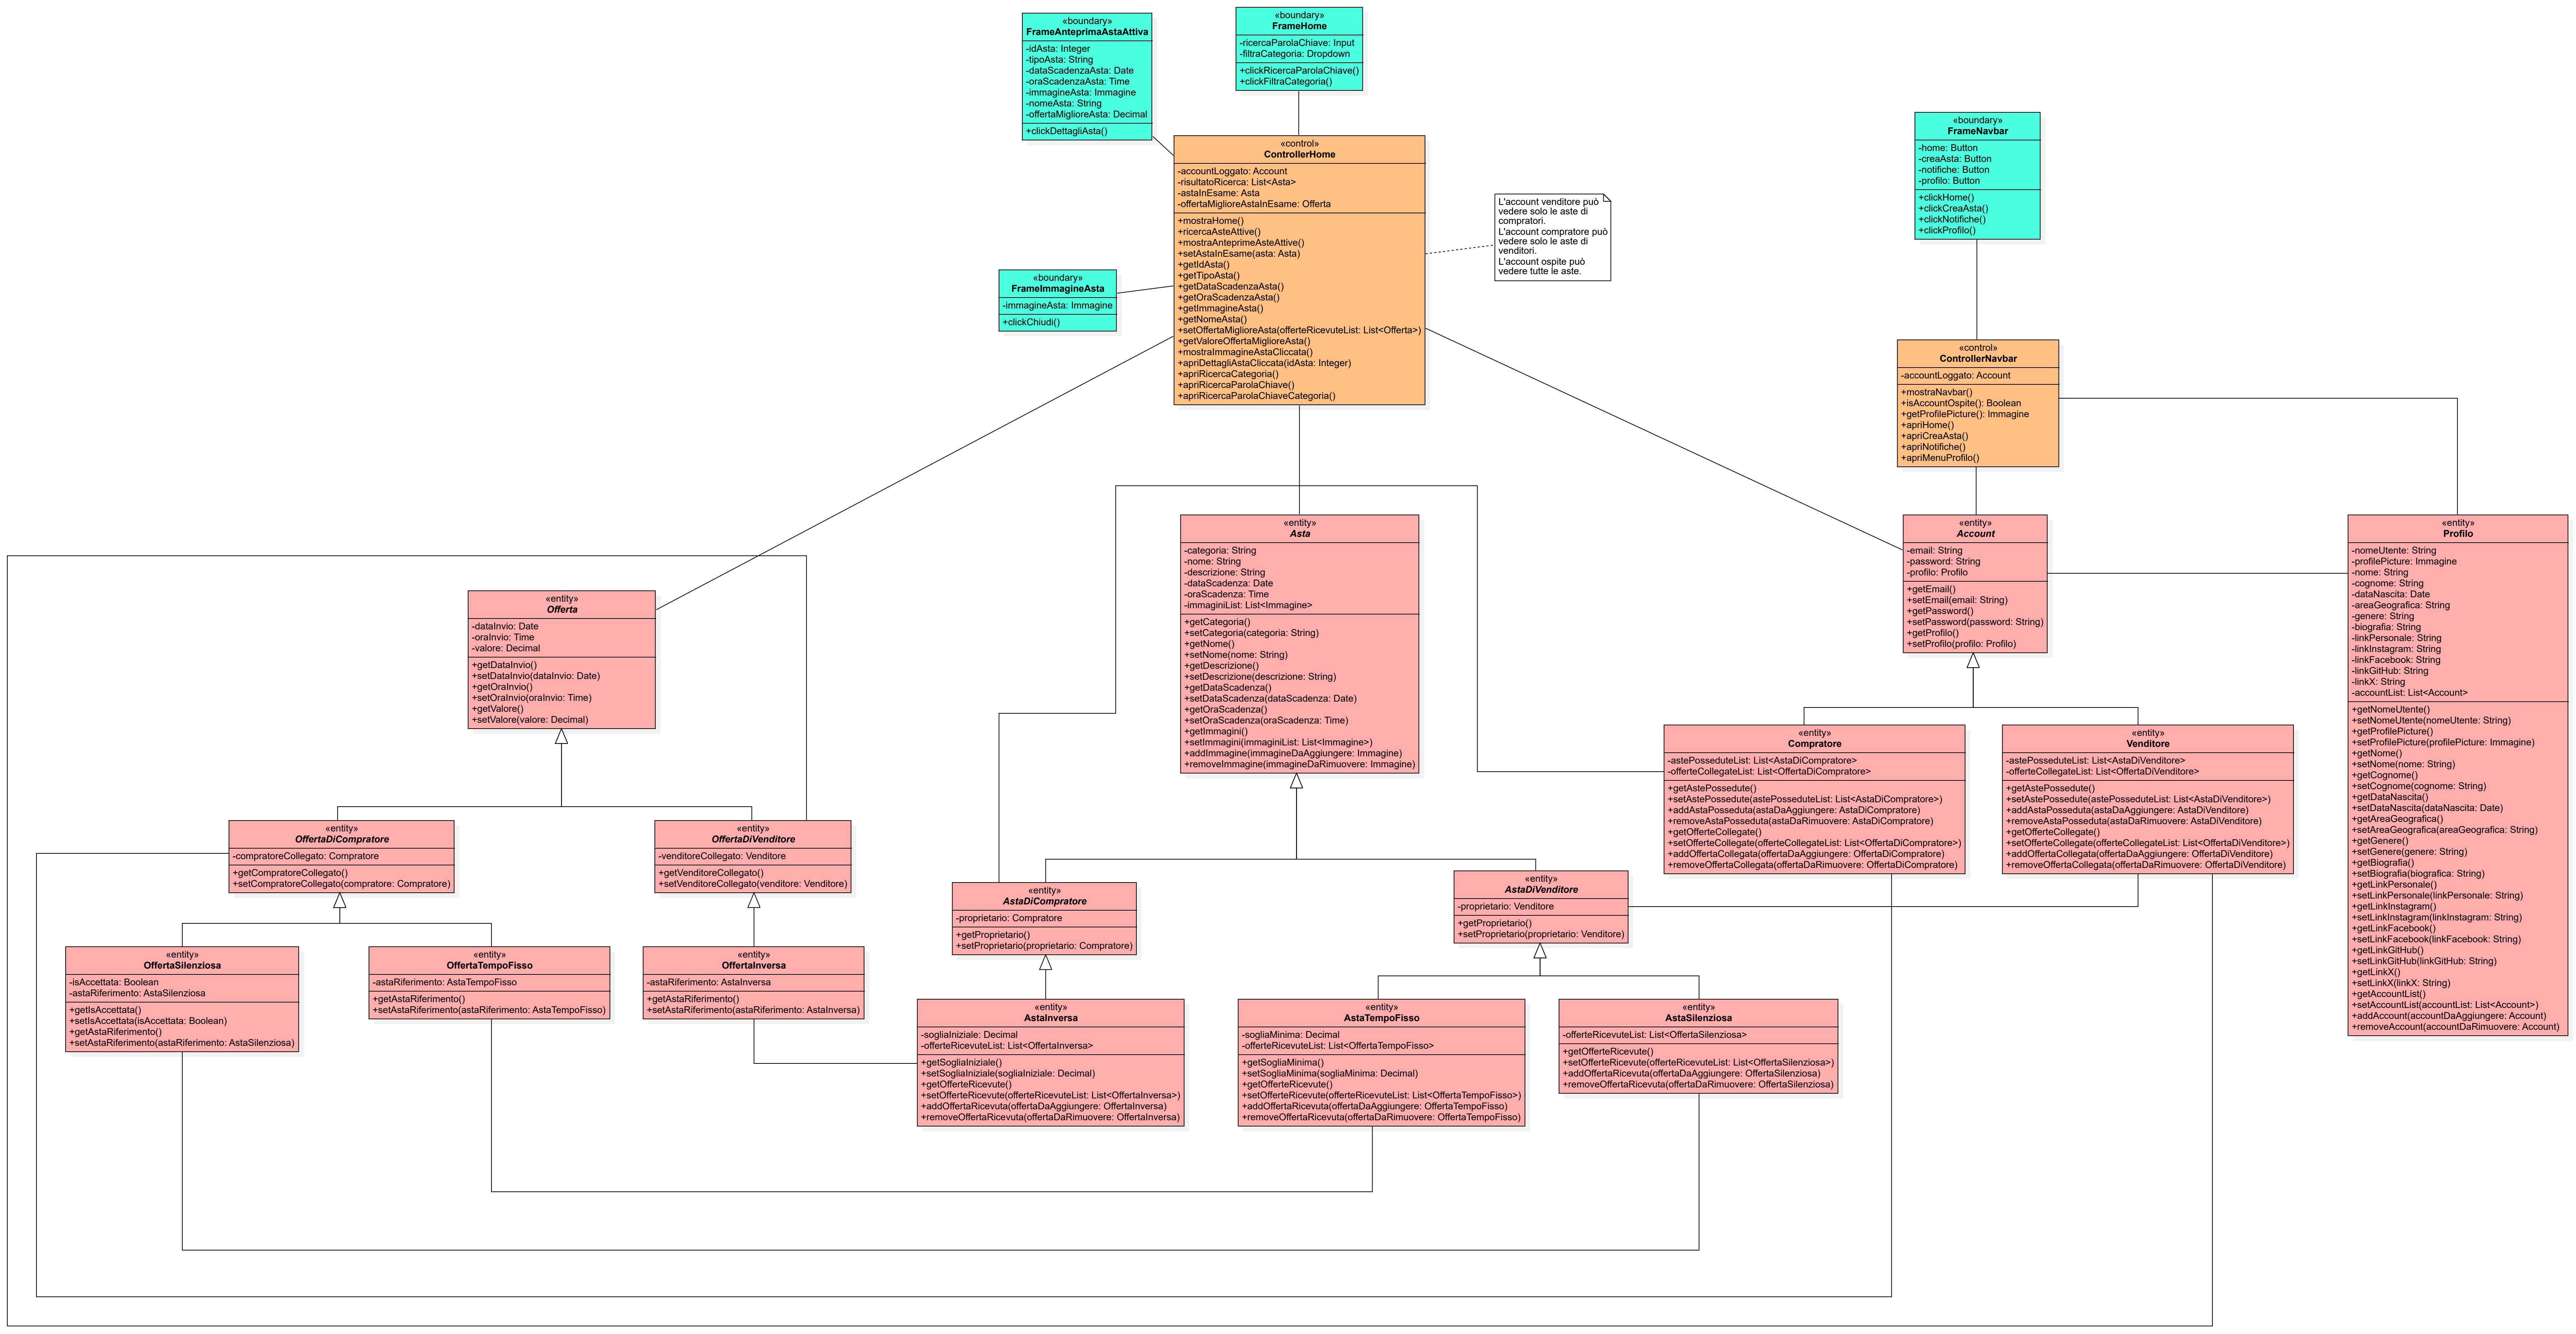 «boundary»
FrameAnteprimaAstaAttiva
-idAsta: Integer
-tipoAsta: String
-dataScadenzaAsta: Date
-oraScadenzaAsta: Time
-immagineAsta: Immagine
-nomeAsta: String
-offertaMiglioreAsta: Decimal
+clickDettagliAsta()
«boundary»
FrameHome
-ricercaParolaChiave: Input
-filtraCategoria: Dropdown
+clickRicercaParolaChiave()
+clickFiltraCategoria()
«boundary»
FrameNavbar
-home: Button
-creaAsta: Button
-notifiche: Button
-profilo: Button
+clickHome()
+clickCreaAsta()
+clickNotifiche()
+clickProfilo()
«control»
ControllerHome
-accountLoggato: Account
-risultatoRicerca: List<Asta>
-astaInEsame: Asta
-offertaMiglioreAstaInEsame: Offerta
+mostraHome()
+ricercaAsteAttive()
+mostraAnteprimeAsteAttive()
+setAstaInEsame(asta: Asta)
+getIdAsta()
+getTipoAsta()
+getDataScadenzaAsta()
+getOraScadenzaAsta()
+getImmagineAsta()
+getNomeAsta()
+setOffertaMiglioreAsta(offerteRicevuteList: List<Offerta>)
+getValoreOffertaMiglioreAsta()
+mostraImmagineAstaCliccata()
+apriDettagliAstaCliccata(idAsta: Integer)
+apriRicercaCategoria()
+apriRicercaParolaChiave()
+apriRicercaParolaChiaveCategoria()
L'account venditore può
vedere solo le aste di
compratori.
L'account compratore può
vedere solo le aste di
venditori.
L'account ospite può
vedere tutte le aste.
«boundary»
FrameImmagineAsta
-immagineAsta: Immagine
+clickChiudi()
«control»
ControllerNavbar
-accountLoggato: Account
+mostraNavbar()
+isAccountOspite(): Boolean
+getProfilePicture(): Immagine
+apriHome()
+apriCreaAsta()
+apriNotifiche()
+apriMenuProfilo()
«entity»
Asta
-categoria: String
-nome: String
-descrizione: String
-dataScadenza: Date
-oraScadenza: Time
-immaginiList: List<Immagine>
+getCategoria()
+setCategoria(categoria: String)
+getNome()
+setNome(nome: String)
+getDescrizione()
+setDescrizione(descrizione: String)
+getDataScadenza()
+setDataScadenza(dataScadenza: Date)
+getOraScadenza()
+setOraScadenza(oraScadenza: Time)
+getImmagini()
+setImmagini(immaginiList: List<Immagine>)
+addImmagine(immagineDaAggiungere: Immagine)
+removeImmagine(immagineDaRimuovere: Immagine)
«entity»
Account
-email: String
-password: String
-profilo: Profilo
+getEmail()
+setEmail(email: String)
+getPassword()
+setPassword(password: String)
+getProfilo()
+setProfilo(profilo: Profilo)
«entity»
Profilo
-nomeUtente: String
-profilePicture: Immagine
-nome: String
-cognome: String
-dataNascita: Date
-areaGeografica: String
-genere: String
-biografia: String
-linkPersonale: String
-linkInstagram: String
-linkFacebook: String
-linkGitHub: String
-linkX: String
-accountList: List<Account>
+getNomeUtente()
+setNomeUtente(nomeUtente: String)
+getProfilePicture()
+setProfilePicture(profilePicture: Immagine)
+getNome()
+setNome(nome: String)
+getCognome()
+setCognome(cognome: String)
+getDataNascita()
+setDataNascita(dataNascita: Date)
+getAreaGeografica()
+setAreaGeografica(areaGeografica: String)
+getGenere()
+setGenere(genere: String)
+getBiografia()
+setBiografia(biografica: String)
+getLinkPersonale()
+setLinkPersonale(linkPersonale: String)
+getLinkInstagram()
+setLinkInstagram(linkInstagram: String)
+getLinkFacebook()
+setLinkFacebook(linkFacebook: String)
+getLinkGitHub()
+setLinkGitHub(linkGitHub: String)
+getLinkX()
+setLinkX(linkX: String)
+getAccountList()
+setAccountList(accountList: List<Account>)
+addAccount(accountDaAggiungere: Account)
+removeAccount(accountDaRimuovere: Account)
«entity»
Offerta
-dataInvio: Date
-oraInvio: Time
-valore: Decimal
+getDataInvio()
+setDataInvio(dataInvio: Date)
+getOraInvio()
+setOraInvio(oraInvio: Time)
+getValore()
+setValore(valore: Decimal)
«entity»
Compratore
-astePosseduteList: List<AstaDiCompratore>
-offerteCollegateList: List<OffertaDiCompratore>
+getAstePossedute()
+setAstePossedute(astePosseduteList: List<AstaDiCompratore>)
+addAstaPosseduta(astaDaAggiungere: AstaDiCompratore)
+removeAstaPosseduta(astaDaRimuovere: AstaDiCompratore)
+getOfferteCollegate()
+setOfferteCollegate(offerteCollegateList: List<OffertaDiCompratore>)
+addOffertaCollegata(offertaDaAggiungere: OffertaDiCompratore)
+removeOffertaCollegata(offertaDaRimuovere: OffertaDiCompratore)
«entity»
Venditore
-astePosseduteList: List<AstaDiVenditore>
-offerteCollegateList: List<OffertaDiVenditore>
+getAstePossedute()
+setAstePossedute(astePosseduteList: List<AstaDiVenditore>)
+addAstaPosseduta(astaDaAggiungere: AstaDiVenditore)
+removeAstaPosseduta(astaDaRimuovere: AstaDiVenditore)
+getOfferteCollegate()
+setOfferteCollegate(offerteCollegateList: List<OffertaDiVenditore>)
+addOffertaCollegata(offertaDaAggiungere: OffertaDiVenditore)
+removeOffertaCollegata(offertaDaRimuovere: OffertaDiVenditore)
«entity»
OffertaDiCompratore
-compratoreCollegato: Compratore
+getCompratoreCollegato()
+setCompratoreCollegato(compratore: Compratore)
«entity»
OffertaDiVenditore
-venditoreCollegato: Venditore
+getVenditoreCollegato()
+setVenditoreCollegato(venditore: Venditore)
«entity»
AstaDiCompratore
-proprietario: Compratore
+getProprietario()
+setProprietario(proprietario: Compratore)
«entity»
AstaDiVenditore
-proprietario: Venditore
+getProprietario()
+setProprietario(proprietario: Venditore)
«entity»
OffertaSilenziosa
-isAccettata: Boolean
-astaRiferimento: AstaSilenziosa
+getIsAccettata()
+setIsAccettata(isAccettata: Boolean)
+getAstaRiferimento()
+setAstaRiferimento(astaRiferimento: AstaSilenziosa)
«entity»
OffertaTempoFisso
-astaRiferimento: AstaTempoFisso
+getAstaRiferimento()
+setAstaRiferimento(astaRiferimento: AstaTempoFisso)
«entity»
OffertaInversa
-astaRiferimento: AstaInversa
+getAstaRiferimento()
+setAstaRiferimento(astaRiferimento: AstaInversa)
«entity»
AstaInversa
-sogliaIniziale: Decimal
-offerteRicevuteList: List<OffertaInversa>
+getSogliaIniziale()
+setSogliaIniziale(sogliaIniziale: Decimal)
+getOfferteRicevute()
+setOfferteRicevute(offerteRicevuteList: List<OffertaInversa>)
+addOffertaRicevuta(offertaDaAggiungere: OffertaInversa)
+removeOffertaRicevuta(offertaDaRimuovere: OffertaInversa)
«entity»
AstaTempoFisso
-sogliaMinima: Decimal
-offerteRicevuteList: List<OffertaTempoFisso>
+getSogliaMinima()
+setSogliaMinima(sogliaMinima: Decimal)
+getOfferteRicevute()
+setOfferteRicevute(offerteRicevuteList: List<OffertaTempoFisso>)
+addOffertaRicevuta(offertaDaAggiungere: OffertaTempoFisso)
+removeOffertaRicevuta(offertaDaRimuovere: OffertaTempoFisso)
«entity»
AstaSilenziosa
-offerteRicevuteList: List<OffertaSilenziosa>
+getOfferteRicevute()
+setOfferteRicevute(offerteRicevuteList: List<OffertaSilenziosa>)
+addOffertaRicevuta(offertaDaAggiungere: OffertaSilenziosa)
+removeOffertaRicevuta(offertaDaRimuovere: OffertaSilenziosa)